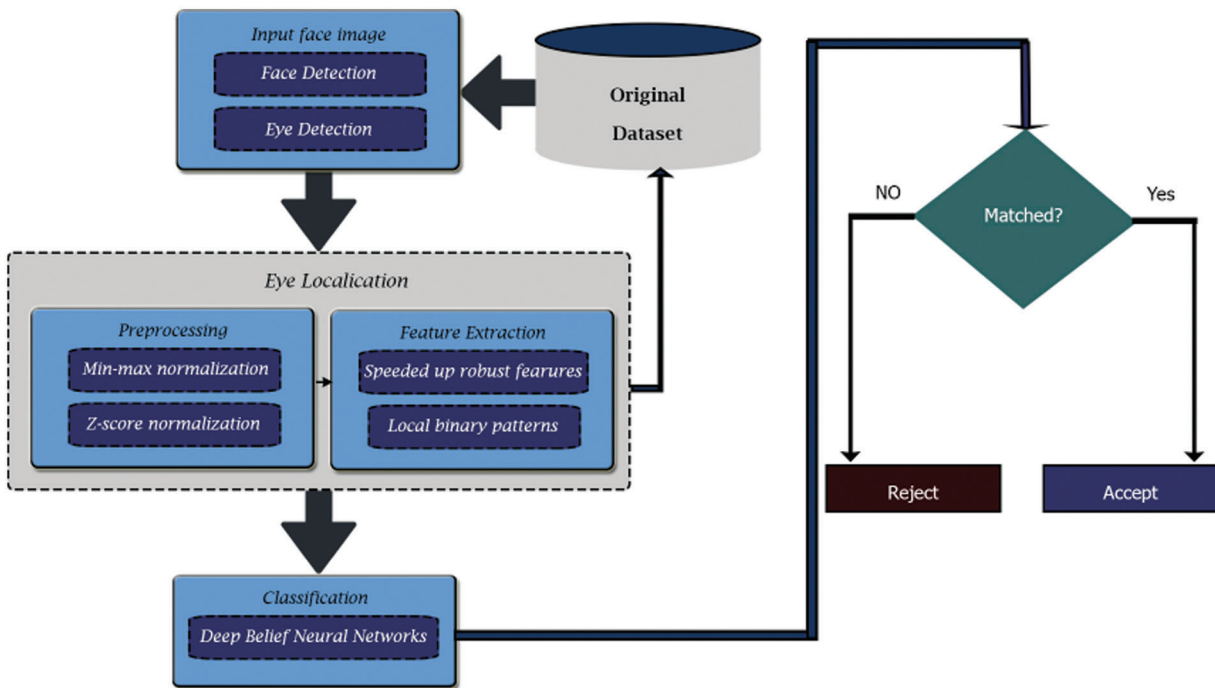 Input face image
Face Detection
Eye Detection
Original
Dataset
Eye Localication
Preprocessing
Min-max normalization
Z-score normalization
Feature Extraction
Speeded up robust fearures
Local binary patterns
Classification
Deep Belief Neural Networks
Matched?
NO
Yes
Reject
Accept